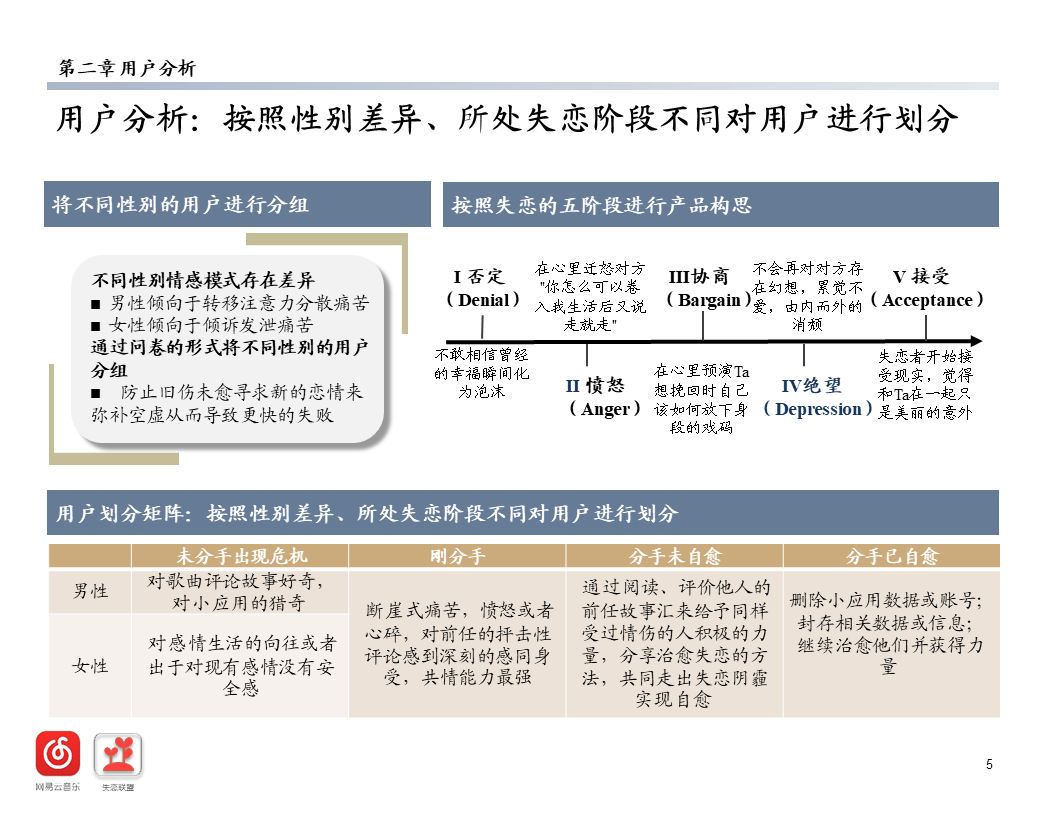 第二章 用户分析
用户分析：按照性别差异、所处失恋阶段不同对用户进行划分
将不同性别的用户进行分组
不同性别情感模式存在差异
■ 男性倾向于转移注意力分散痛苦
■ 女性倾向于倾诉发泄痛苦
通过问卷的形式将不同性别的用户
分组
■ 防止旧伤未愈寻求新的恋情来
弥补空虚从而导致更快的失败
按照失恋的五阶段进行产品构思
I 否定
（Denial）
不敢相信曾经
的幸福瞬间化
为泡沫
在心里迁怒对方
"你怎么可以卷
入我生活后又说
走就走"
II 愤怒
（Anger）
III协商
（Bargain）
在心里预演Ta
想挽回时自己
该如何放下身
段的戏码
不会再对对方存
在幻想，累觉不
爱，由内而外的
消颓
IV绝望
（Depression）
V 接受
（Acceptance）
失恋者开始接
受现实，觉得
和Ta在一起只
是美丽的意外
用户划分矩阵：按照性别差异、所处失恋阶段不同对用户进行划分
未分手出现危机
刚分手
分手未自愈
分手已自愈
男性
对歌曲评论故事好奇，
对小应用的猎奇
女性
对感情生活的向往或者
出于对现有感情没有安
全感
断崖式痛苦，愤怒或者
心碎，对前任的抨击性
评论感到深刻的感同身
受，共情能力最强
通过阅读、评价他人的
前任故事汇来给予同样
受过情伤的人积极的力
量，分享治愈失恋的方
法，共同走出失恋阴霾
实现自愈
删除小应用数据或账号；
封存相关数据或信息；
继续治愈他们并获得力
量
网易云音乐
失恋联盟
5